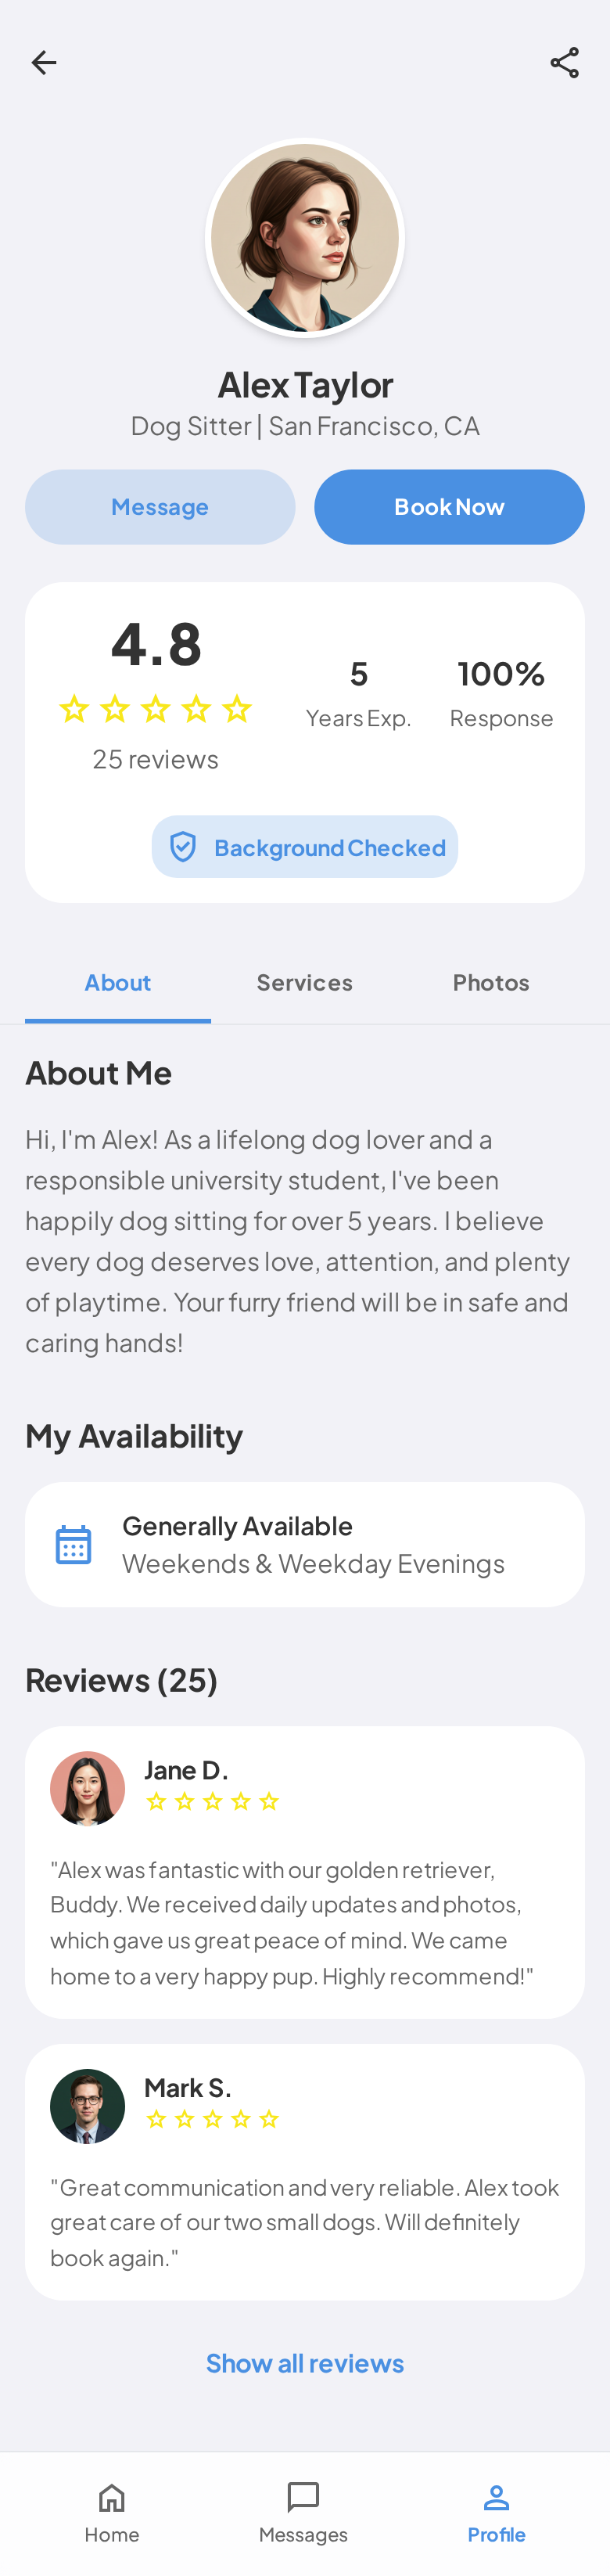 Alex Taylor
Dog Sitter | San Francisco, CA
Message
Book Now
4.8
25 reviews
5
Years Exp.
100%
Response
Background Checked
About
Services
Photos
About Me
Hi, I'm Alex! As a lifelong dog lover and a
responsible university student, I've been
happily dog sitting for over 5 years. I believe
every dog deserves love, attention, and plenty
of playtime. Your furry friend will be in safe and
caring hands!
My Availability
Generally Available
Weekends & Weekday Evenings
Reviews (25)
Jane D.
"Alex was fantastic with our golden retriever,
Buddy. We received daily updates and photos,
which gave us great peace of mind. We came
home to a very happy pup. Highly recommend!"
Mark S.
"Great communication and very reliable. Alex took
great care of our two small dogs. Will definitely
book again."
Show all reviews
Home
Messages
Profile